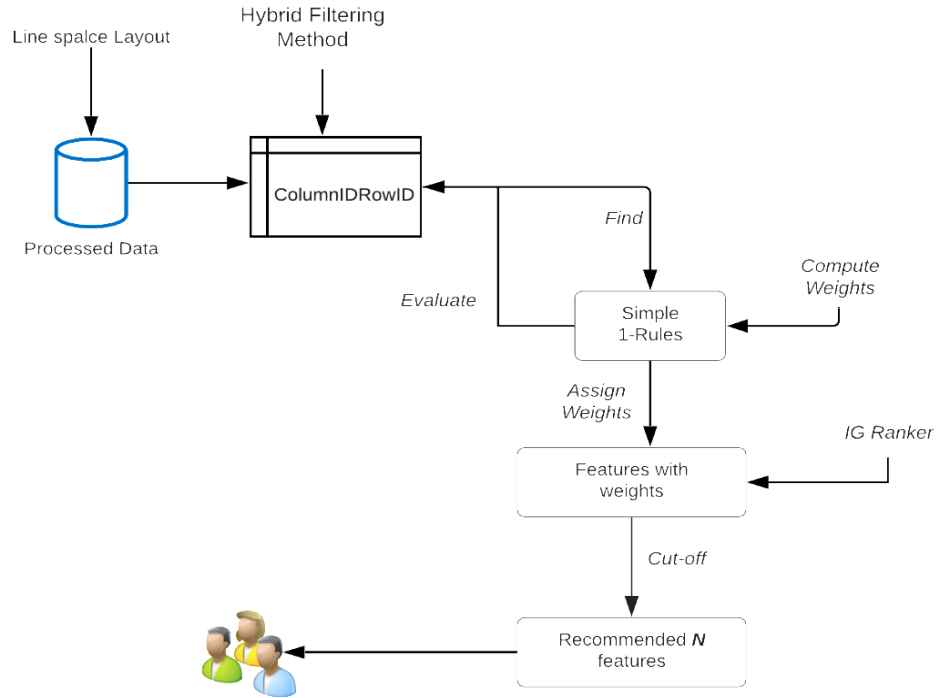 Hybrid Filtering
Method
Line spalce Layout
ColumnIDRowID
Processed Data
Find
Evaluate
Compute
Weights
Simple
1-Rules
Assign
Weights
IG Ranker
Features with
weights
Cut-off
Recommended N
features